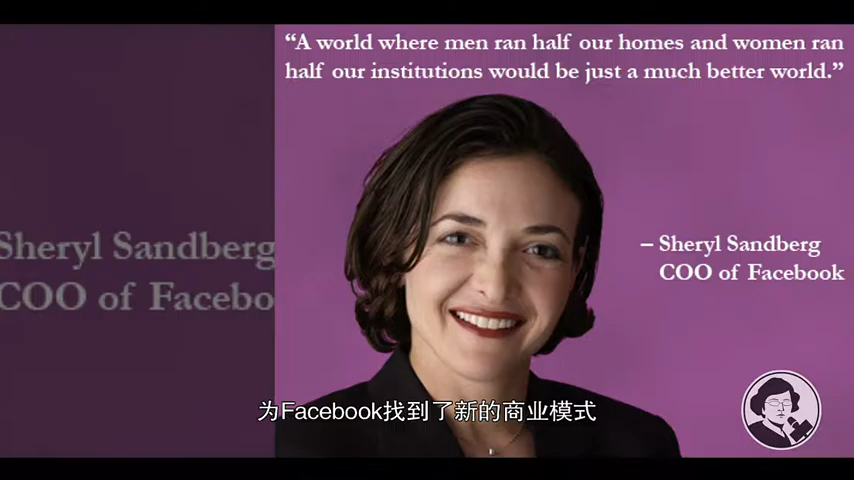 “A world where men ran half our homes and women ran
half our institutions would be just a much better world.”
Sheryl Sandberg
COO of Facebo
– Sheryl Sandberg
COO of Facebook
为Facebook找到了新的商业模式